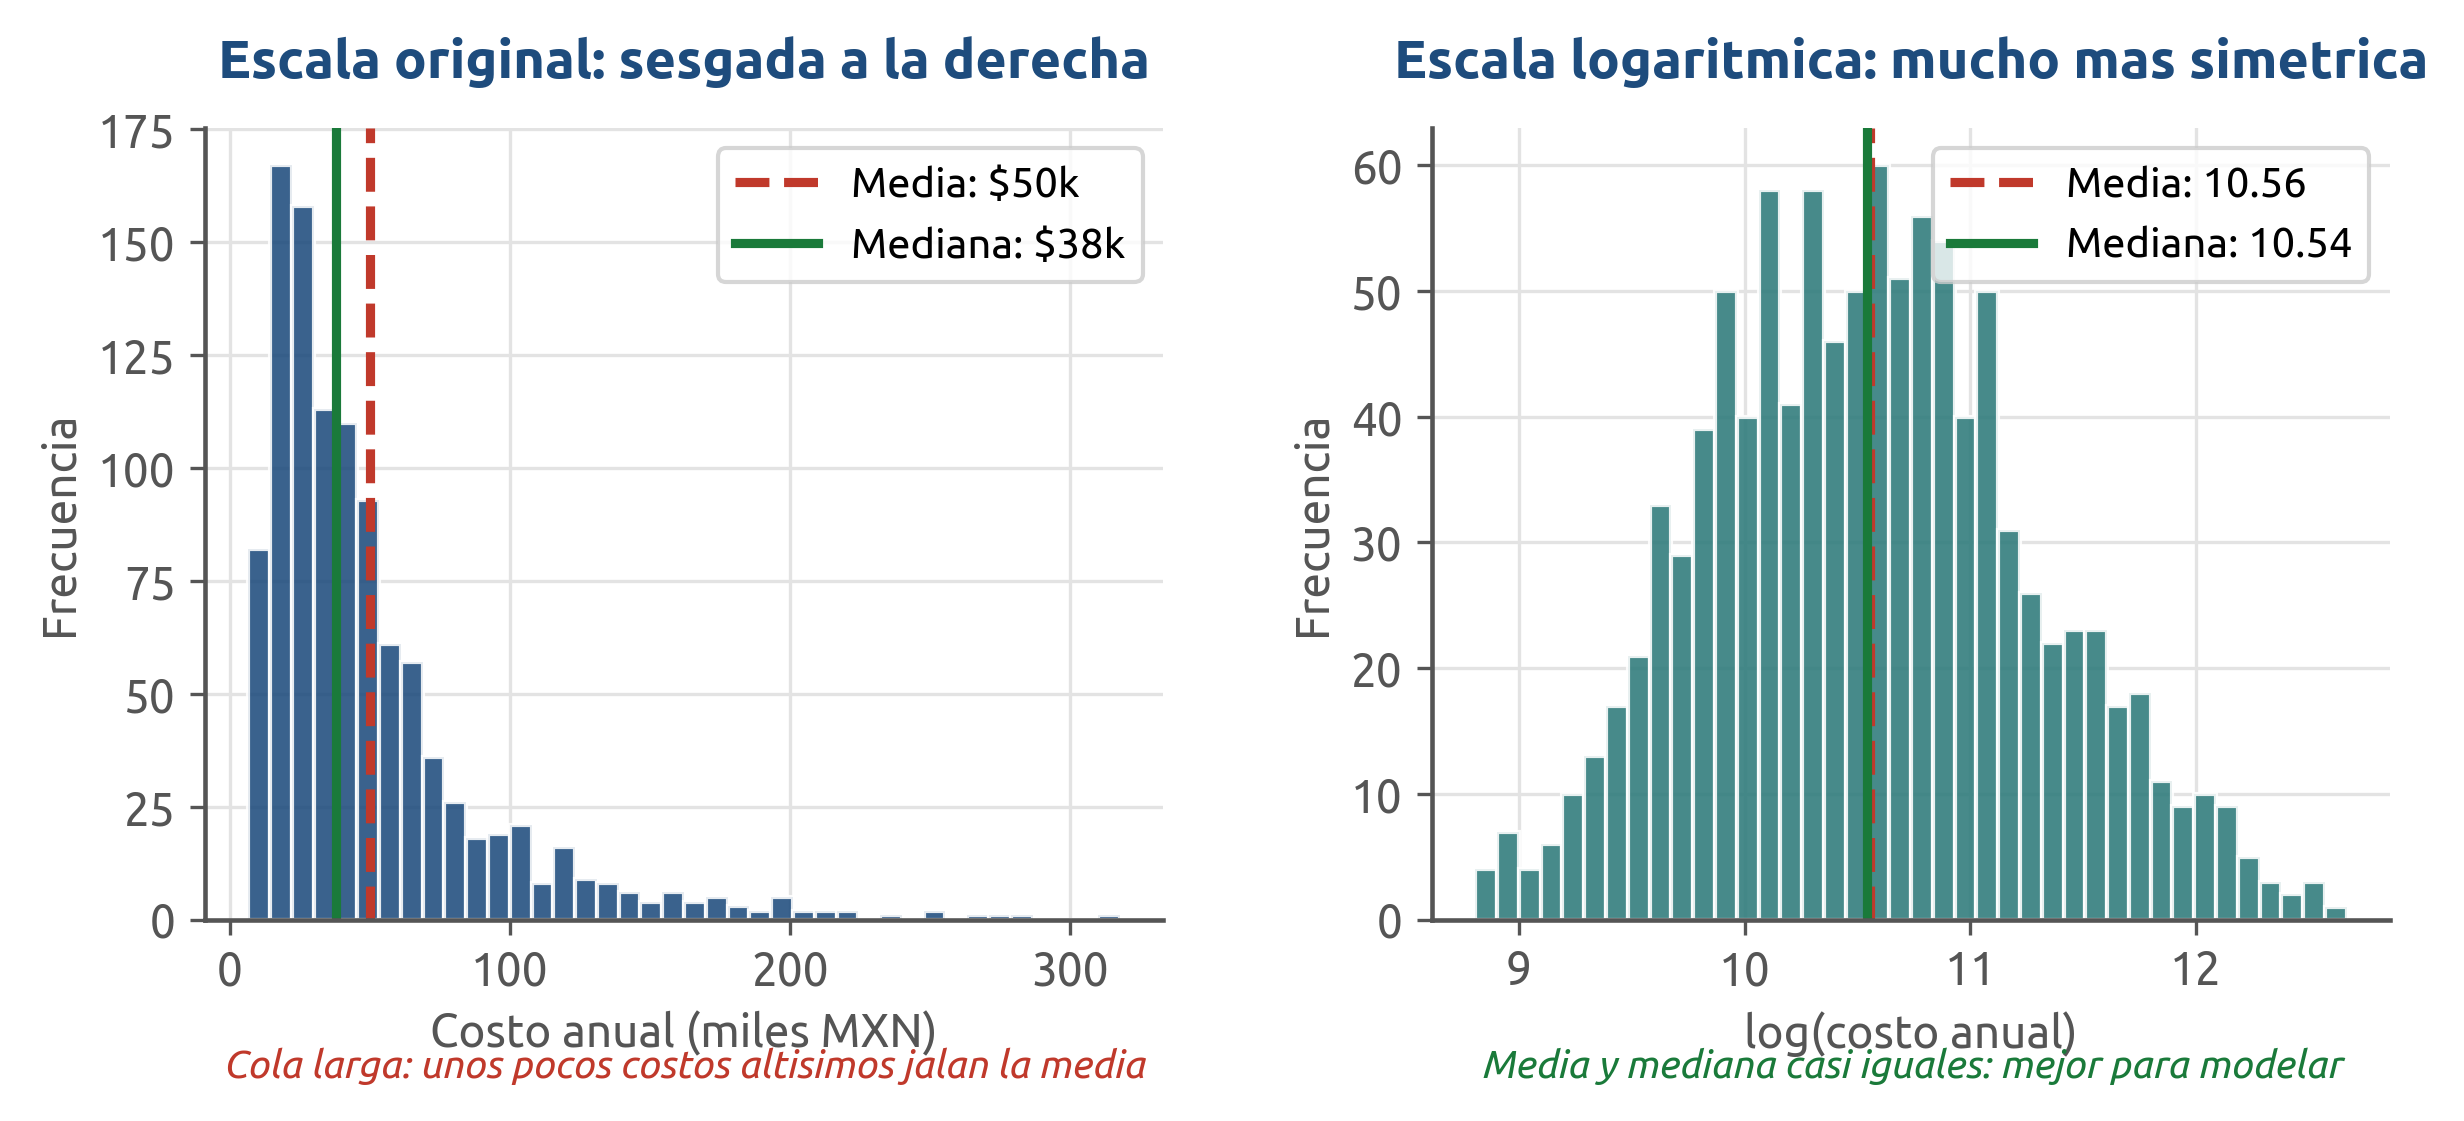 Escala original: sesgada a la derecha
175
150
125
100
75
50
25
0
Frecuencia
Media: $50k
Mediana: $38k
0 100 200 300
Costo anual (miles MXN)
Cola larga: unos pocos costos altisimos jalan la media
Escala logaritmica: mucho mas simetrica
60
50
40
30
20
10
0
Frecuencia
Media: 10.56
Mediana: 10.54
9 10 11 12
log(costo anual)
Media y mediana casi iguales: mejor para modelar